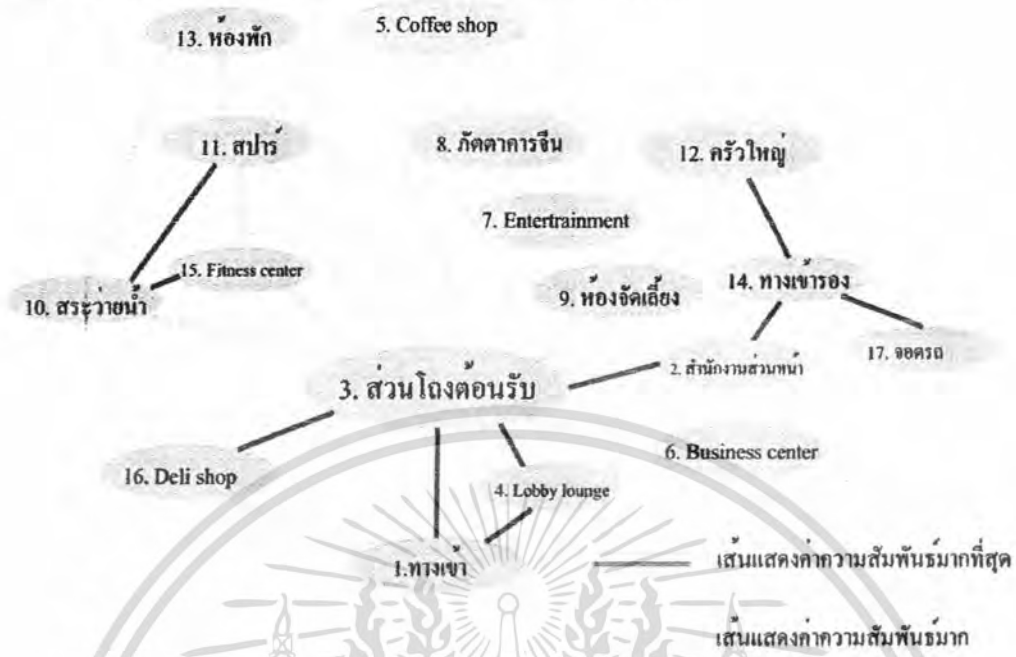 13. ห้องพัก
5. Coffee shop
11. สปาร์
8. ภัตตาคารจีน
12. ครัวใหญ่
7. Entertrainment
15. Fitness center
10. สระว่ายน้ำ
9. ห้องจัดเลี้ยง
14. ทางเข้ารอง
17. จอดรถ
2. สำนักงานส่วนหน้า
3. ส่วนโถงต้อนรับ
6. Business center
16. Deli shop
4. Lobby lounge
1.ทางเข้า
เส้นแสดงค่าความสัมพันธ์มากที่สุด
เส้นแสดงค่าความสัมพันธ์มาก